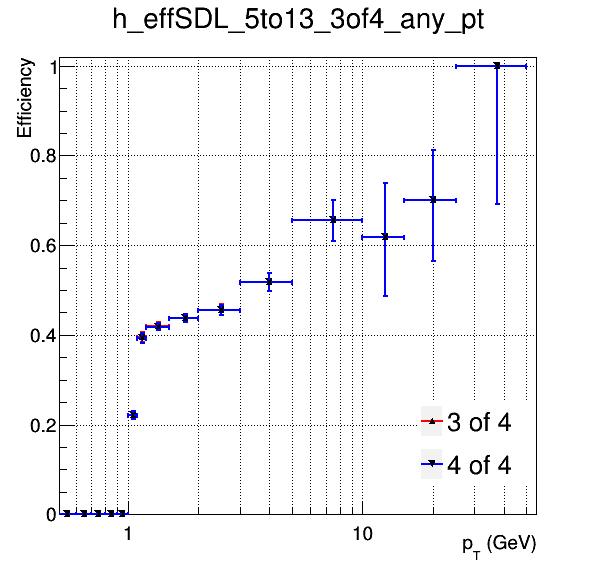 h_effSDL_5to13_3of4_any_pt
Efficiency
1
0.8
0.6
0.4
0.2
0
3 of 4
4 of 4
1
10
p_T (GeV)